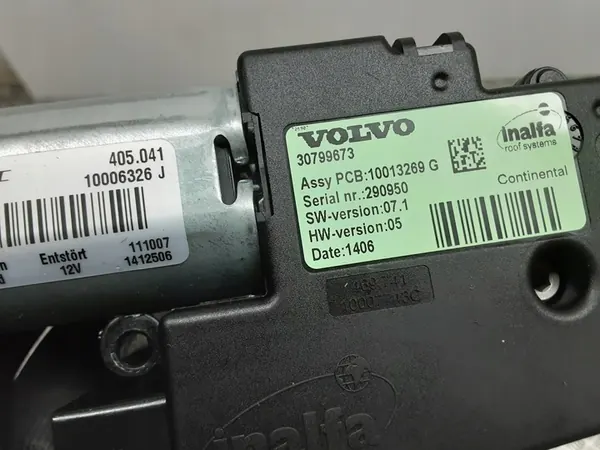 405.041
10006326 J
Entstört
12V
111007
1412506
VOLVO
30799673
Assy PCB:10013269 G
Serial nr.:290950
SW-version:07.1
HW-version:05
Date:1406
inalfa
roof systems
Continental
inalfa